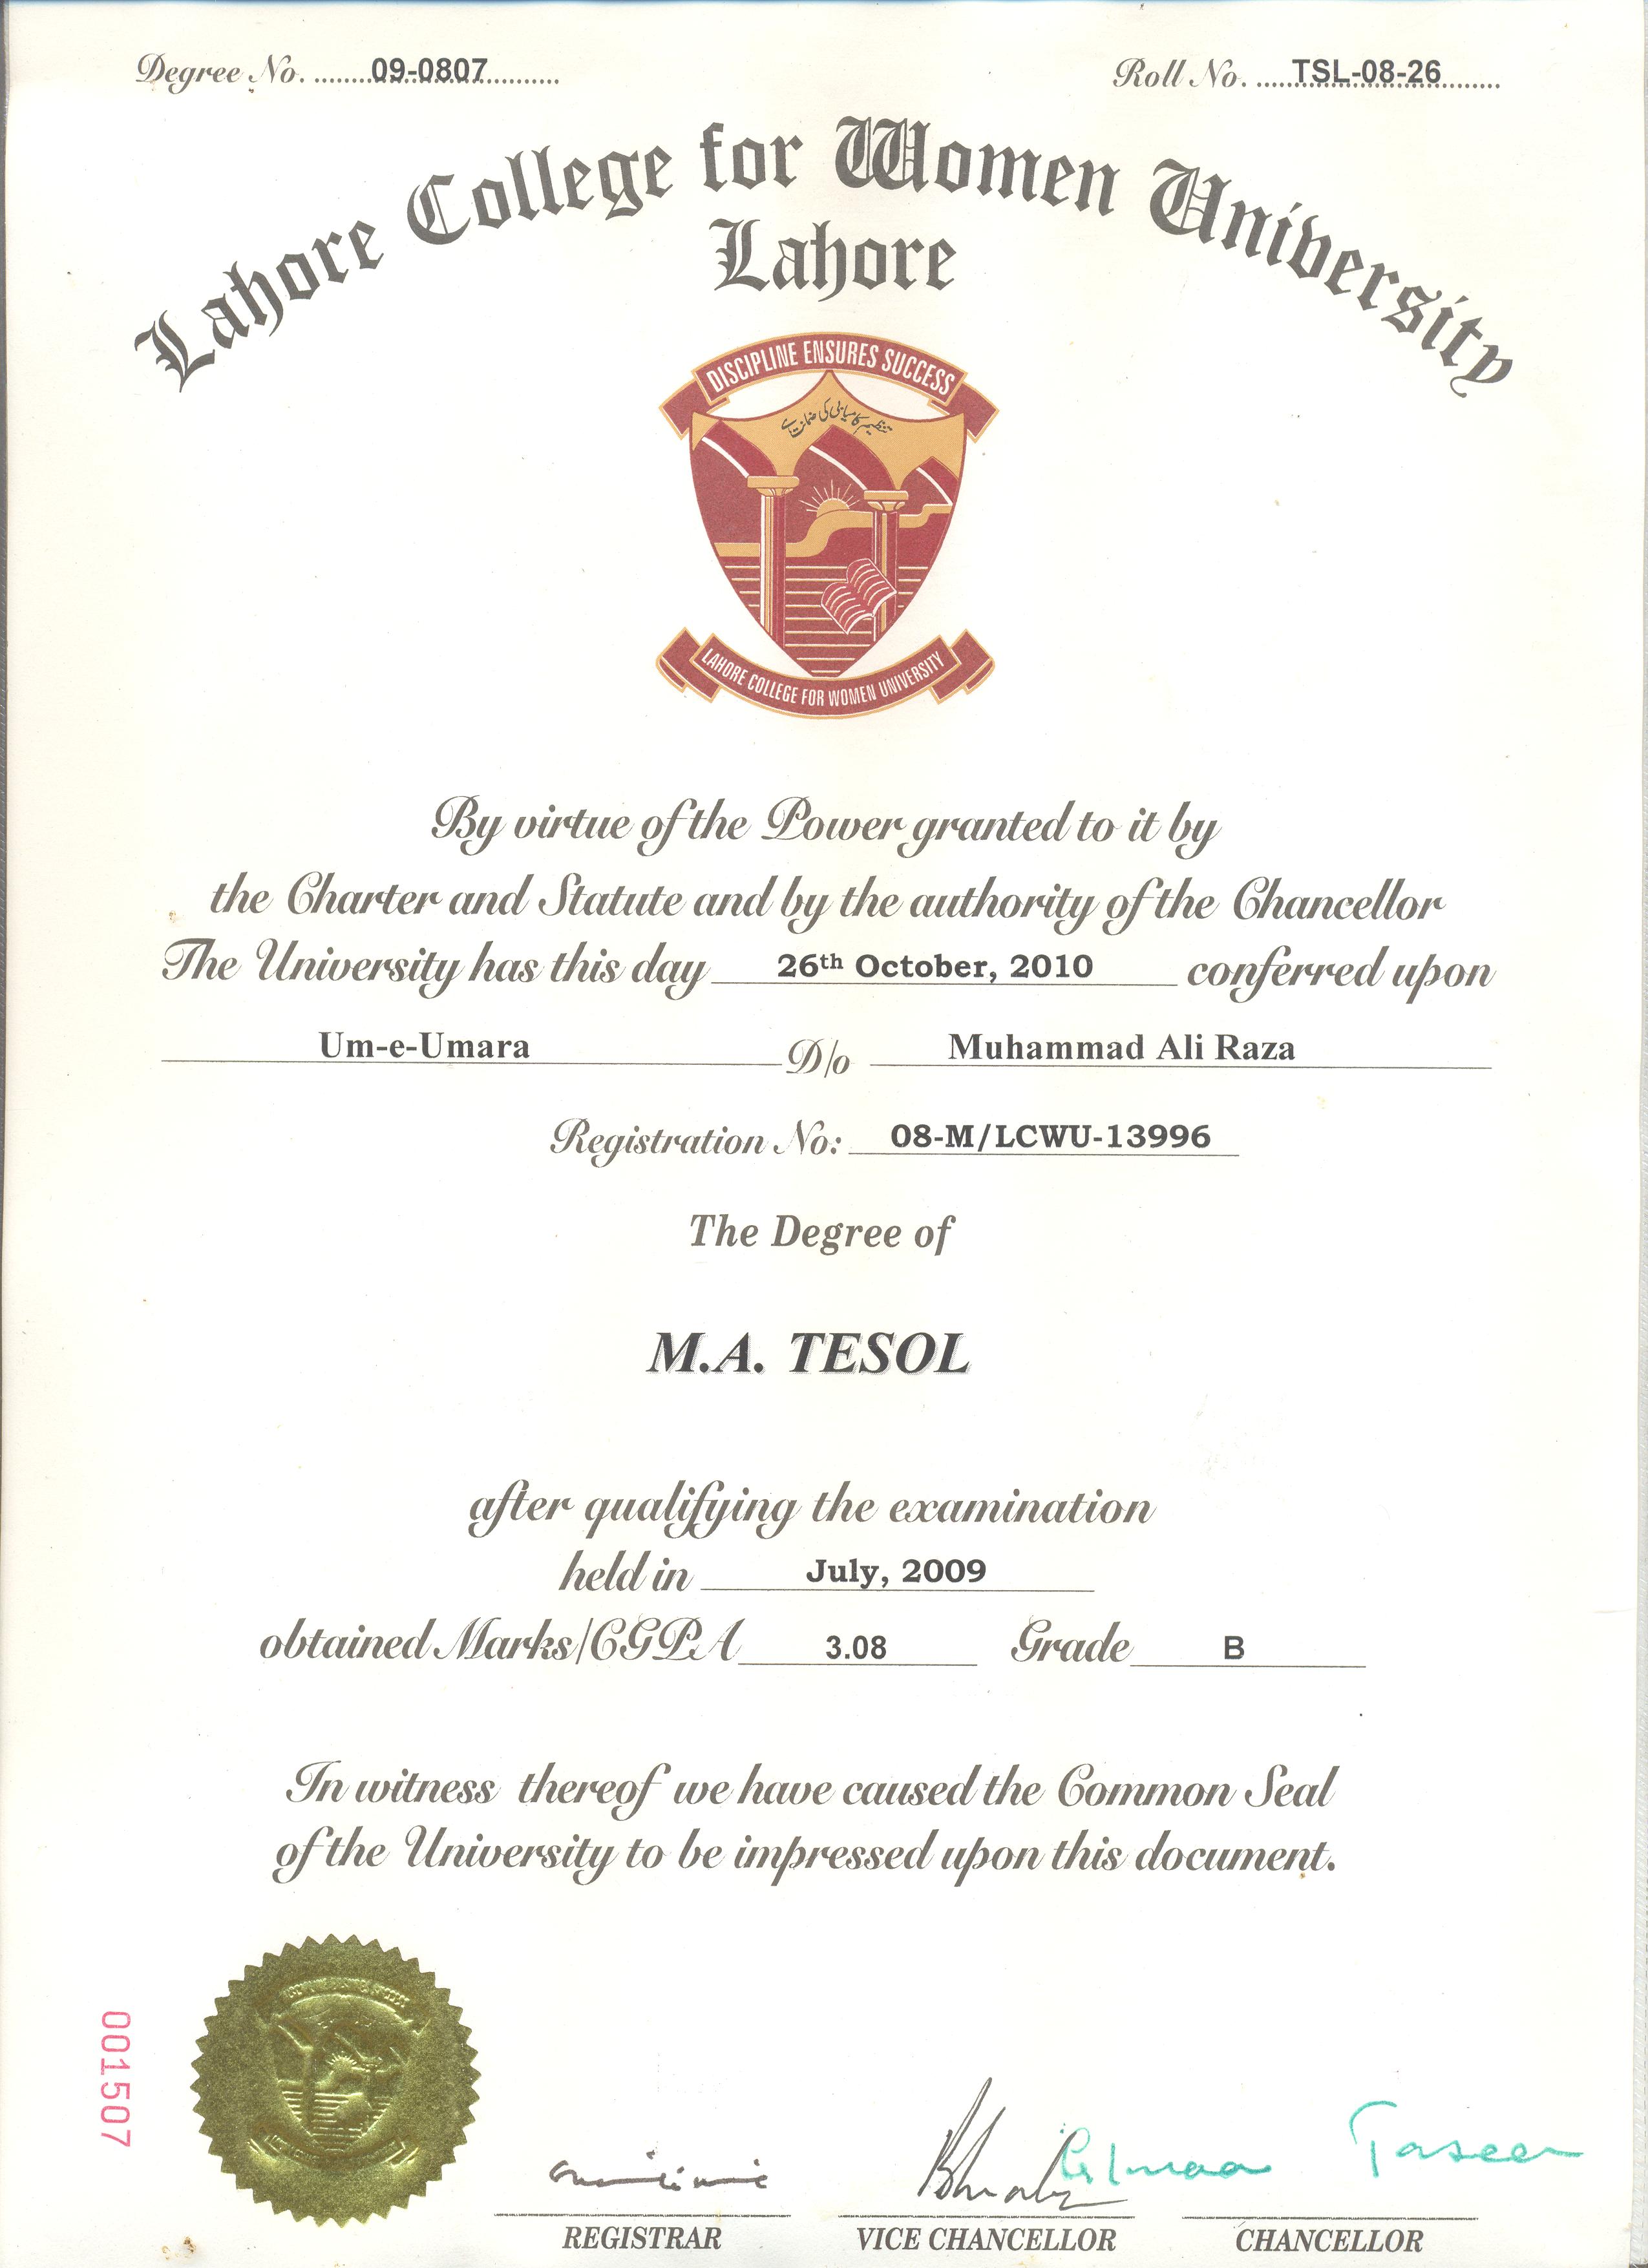 Degree No. ........09-0807..........
Roll No. .....TSL-08-26........
Lahore College for Women University
Lahore
DISCIPLINE ENSURES SUCCESS
تنظیم کامیابی کی ضمانت ہے
LAHORE COLLEGE FOR WOMEN UNIVERSITY
By virtue of the Power granted to it by
the Charter and Statute and by the authority of the Chancellor
The University has this day 26th October, 2010 conferred upon
Um-e-Umara D/o Muhammad Ali Raza
Registration No: 08-M/LCWU-13996
The Degree of
M.A. TESOL
after qualifying the examination
held in July, 2009
obtained Marks/CGPA 3.08 Grade B
In witness thereof we have caused the Common Seal
of the University to be impressed upon this document.
001507
Salmaan Taseer
REGISTRAR VICE CHANCELLOR CHANCELLOR